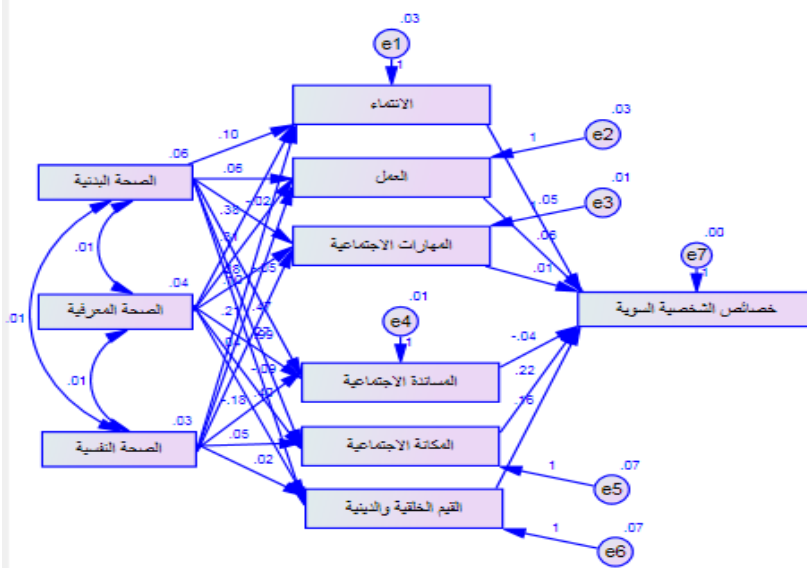 .03
e1
1
الانتماء
.03
e2
1
.10
.06
العمل
.06
الصحة البدنية
.01
e3
-.02
.38
.05
.06
المهارات الاجتماعية
.00
e7
.01
.04
.01
.01
خصائص الشخصية السوية
الصحة المعرفية
e4
.01
1
-.04
.01
المساندة الاجتماعية
.22
-.09
.16
-.18
.03
.05
المكانة الاجتماعية
.07
الصحة النفسية
.02
1
e5
القيم الخلقية والدينية
1
.07
e6